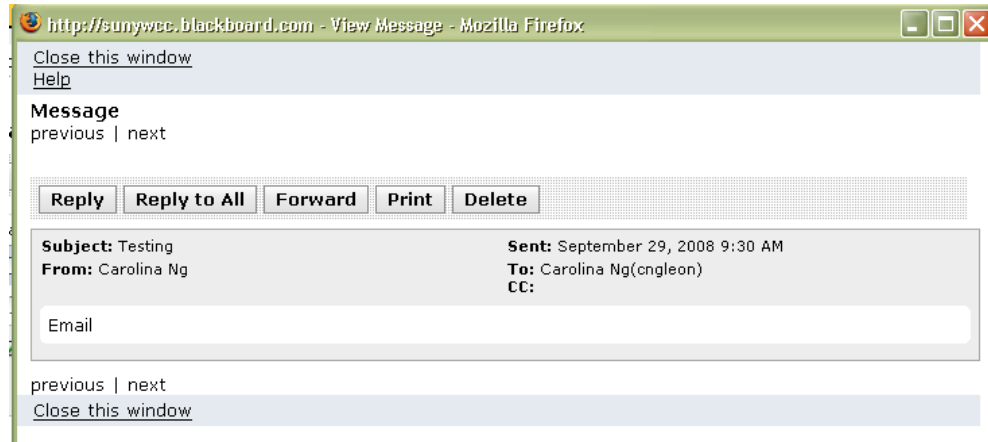 http://sunywcc.blackboard.com - View Message - Mozilla Firefox
Close this window
Help
Message
previous | next
Reply Reply to All Forward Print Delete
Subject: Testing Sent: September 29, 2008 9:30 AM
From: Carolina Ng To: Carolina Ng(cngleon)
CC:
Email
previous | next
Close this window